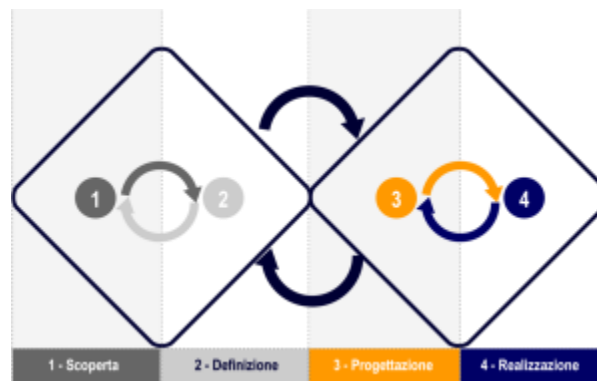 1
2
3
4
1 - Scoperta
2 - Definizione
3 - Progettazione
4 - Realizzazione